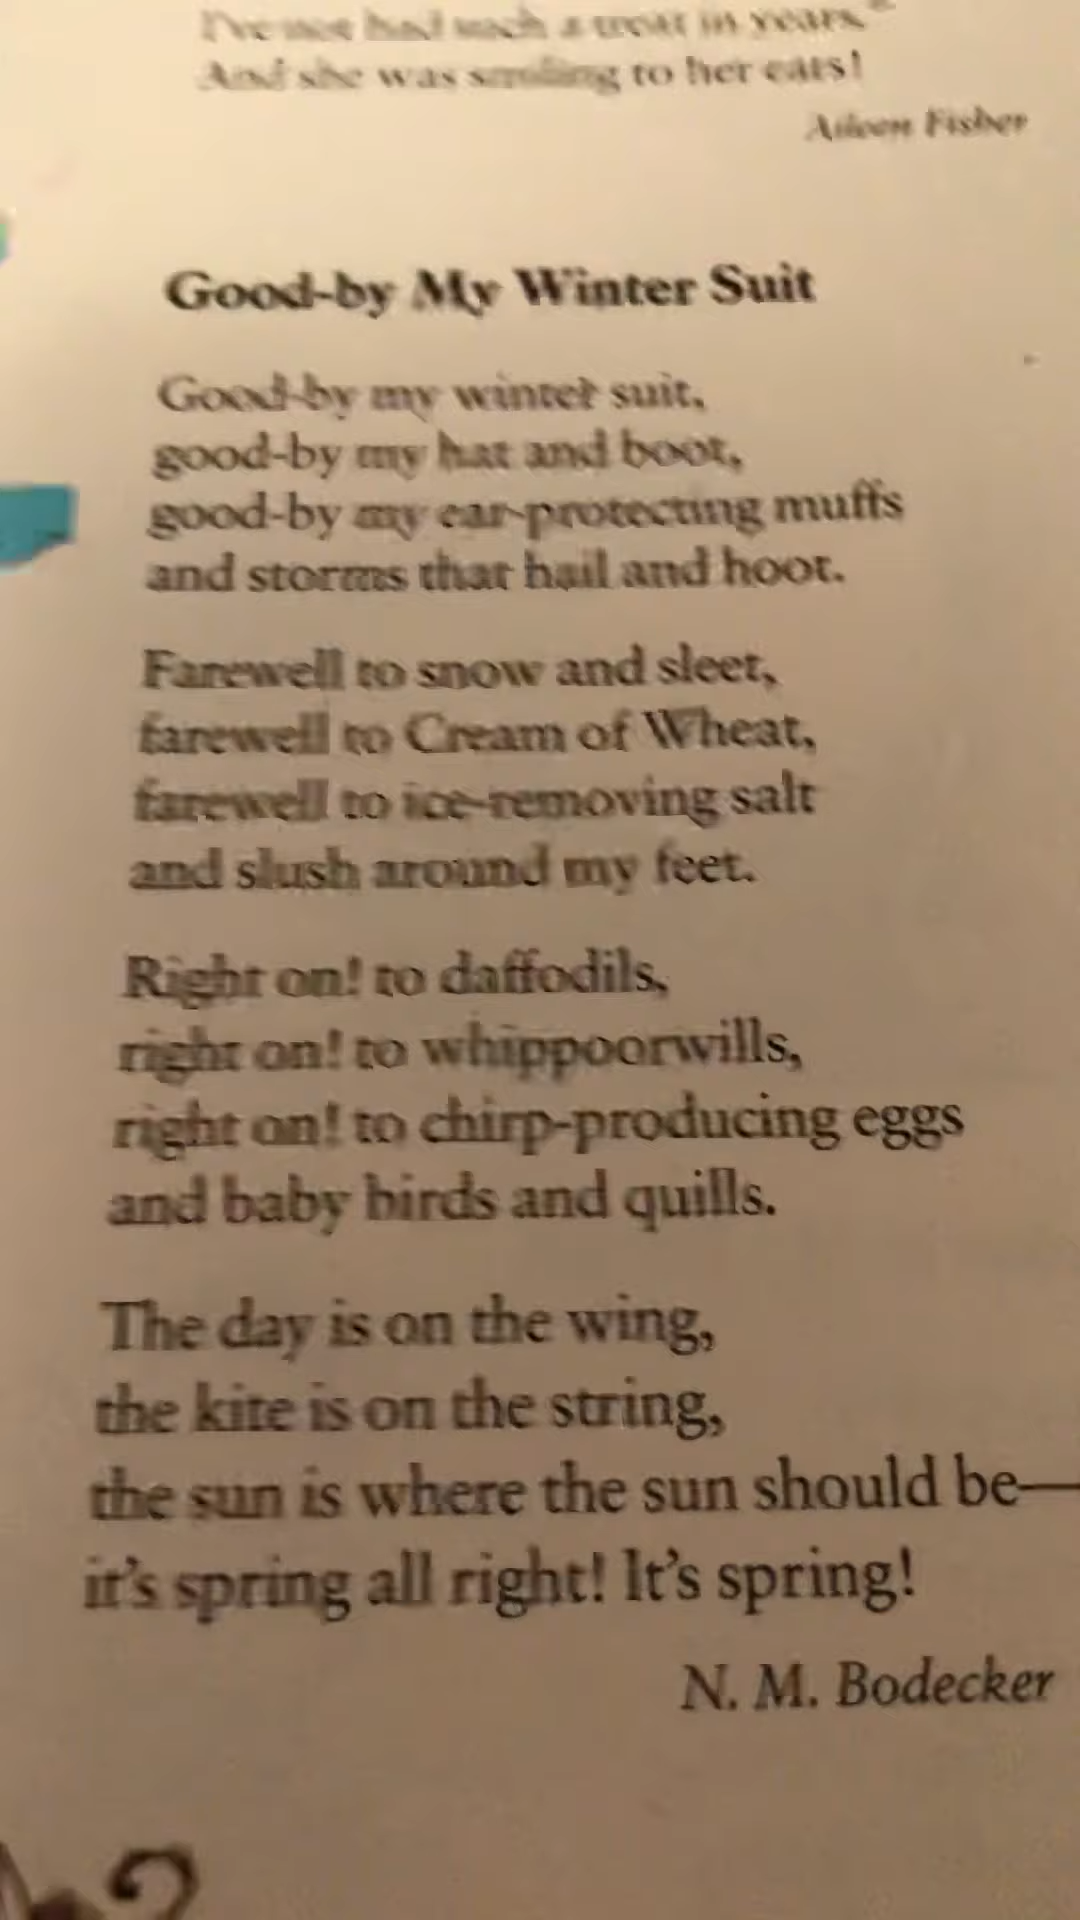 I've not had such a treat in years."
And she was smiling to her ears!
Aileen Fisher
Good-by My Winter Suit
Good-by my winter suit,
good-by my hat and boot,
good-by my ear-protecting muffs
and storms that hail and hoot.
Farewell to snow and sleet,
farewell to Cream of Wheat,
farewell to ice-removing salt
and slush around my feet.
Right on! to daffodils,
right on! to whippoorwills,
right on! to chirp-producing eggs
and baby birds and quills.
The day is on the wing,
the kite is on the string,
the sun is where the sun should be—
it's spring all right! It's spring!
N. M. Bodecker